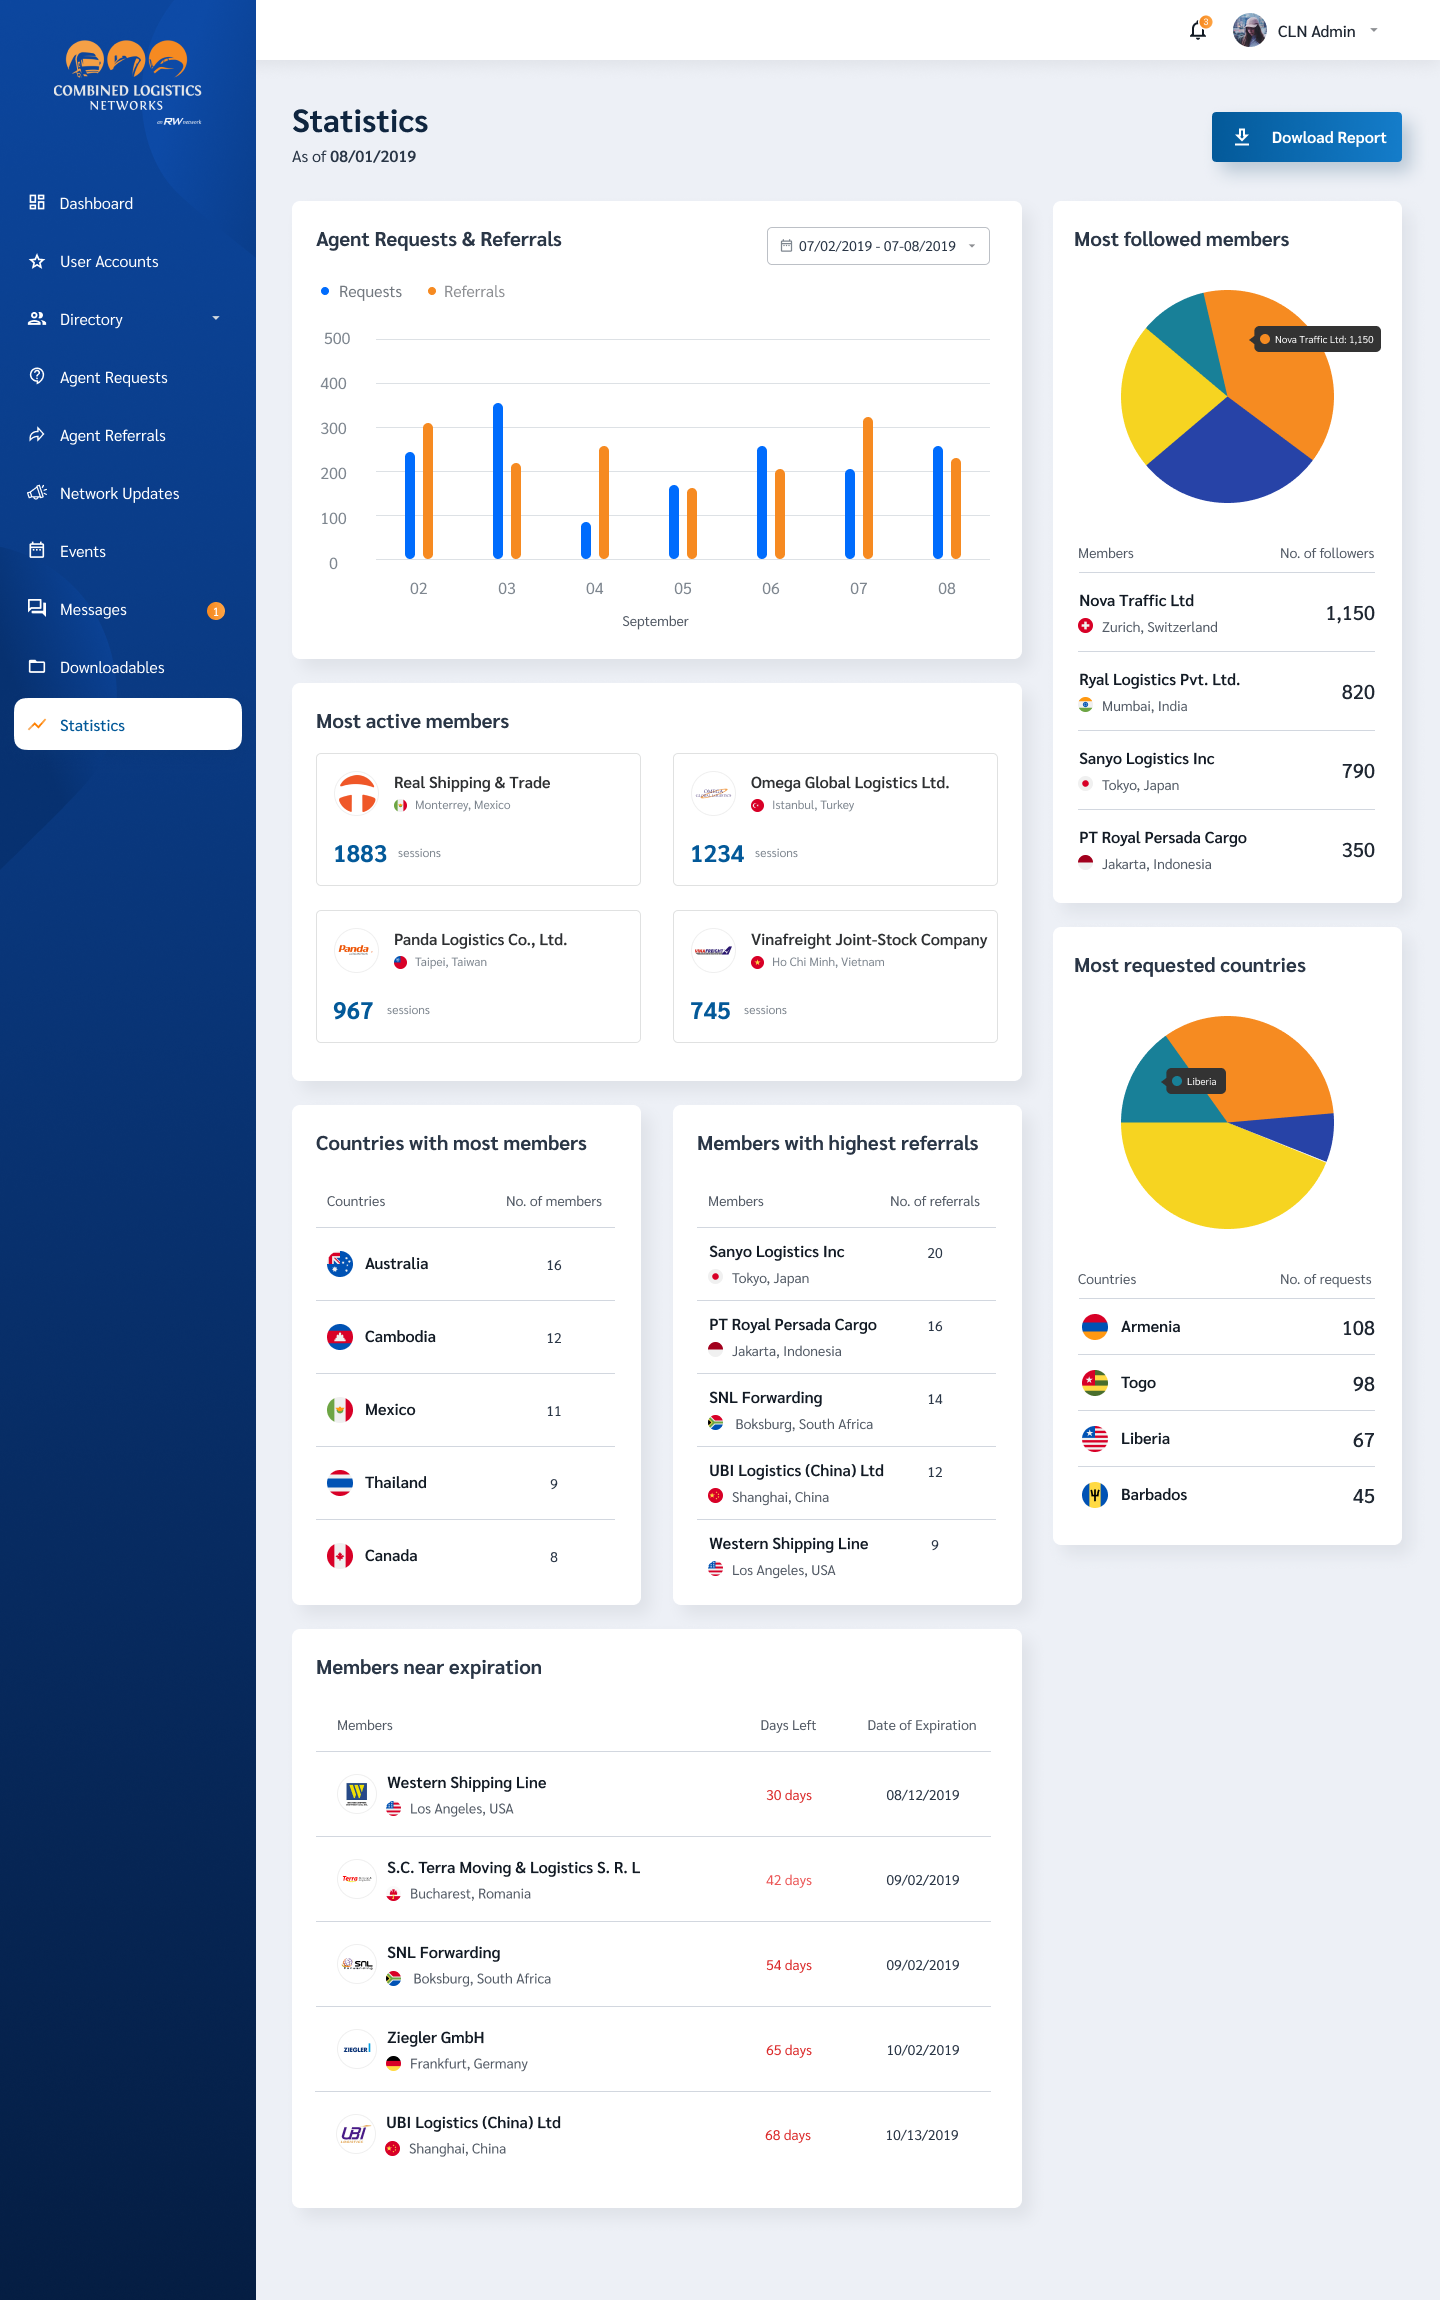 COMBINED LOGISTICS
NETWORKS
an RW network
Dashboard
User Accounts
Directory
Agent Requests
Agent Referrals
Network Updates
Events
Messages 1
Downloadables
Statistics
3 CLN Admin
Statistics
As of 08/01/2019
Dowload Report
Agent Requests & Referrals
07/02/2019 - 07-08/2019
Requests Referrals
500
400
300
200
100
0
02 03 04 05 06 07 08
September
Most followed members
Nova Traffic Ltd: 1,150
Members No. of followers
Nova Traffic Ltd
Zurich, Switzerland
1,150
Ryal Logistics Pvt. Ltd.
Mumbai, India
820
Sanyo Logistics Inc
Tokyo, Japan
790
PT Royal Persada Cargo
Jakarta, Indonesia
350
Most active members
Real Shipping & Trade
Monterrey, Mexico
1883 sessions
Omega Global Logistics Ltd.
Istanbul, Turkey
1234 sessions
Panda
Panda Logistics Co., Ltd.
Taipei, Taiwan
967 sessions
VINAFREIGHT
Vinafreight Joint-Stock Company
Ho Chi Minh, Vietnam
745 sessions
Most requested countries
Liberia
Countries No. of requests
Armenia 108
Togo 98
Liberia 67
Barbados 45
Countries with most members
Countries No. of members
Australia 16
Cambodia 12
Mexico 11
Thailand 9
Canada 8
Members with highest referrals
Members No. of referrals
Sanyo Logistics Inc 20
Tokyo, Japan
PT Royal Persada Cargo 16
Jakarta, Indonesia
SNL Forwarding 14
Boksburg, South Africa
UBI Logistics (China) Ltd 12
Shanghai, China
Western Shipping Line 9
Los Angeles, USA
Members near expiration
Members Days Left Date of Expiration
Western Shipping Line
Los Angeles, USA
30 days 08/12/2019
Terra
S.C. Terra Moving & Logistics S. R. L
Bucharest, Romania
42 days 09/02/2019
SNL
SNL Forwarding
Boksburg, South Africa
54 days 09/02/2019
ZIEGLER
Ziegler GmbH
Frankfurt, Germany
65 days 10/02/2019
UBI
UBI Logistics (China) Ltd
Shanghai, China
68 days 10/13/2019